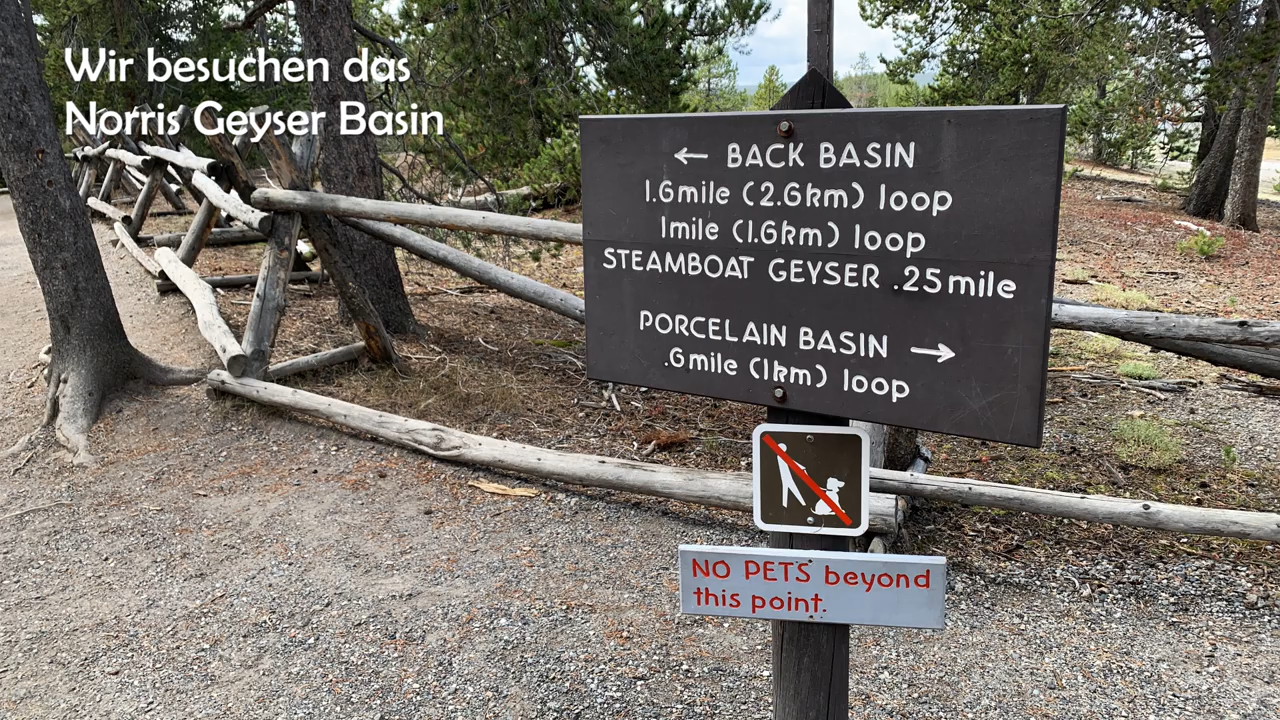 Wir besuchen das
Norris Geyser Basin
← BACK BASIN
1.6mile (2.6km) loop
1mile (1.6km) loop
STEAMBOAT GEYSER .25mile
PORCELAIN BASIN →
.6mile (1km) loop
NO PETS beyond
this point.